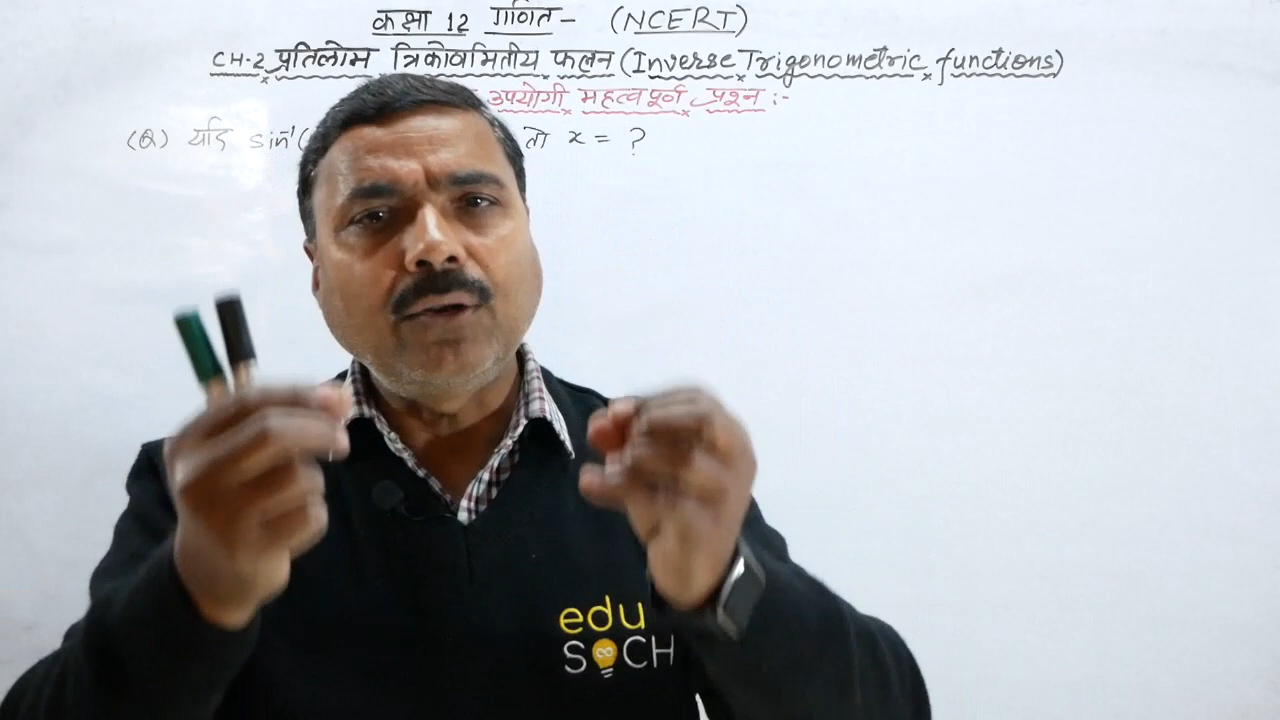 कक्षा 12 गणित - (NCERT)
CH-2 प्रतिलोम त्रिकोणमितीय फलन (Inverse Trigonometric functions)
उपयोगी महत्वपूर्ण प्रश्न :-
(Q) यदि sin⁻¹( तो x = ?
edu
SOCH